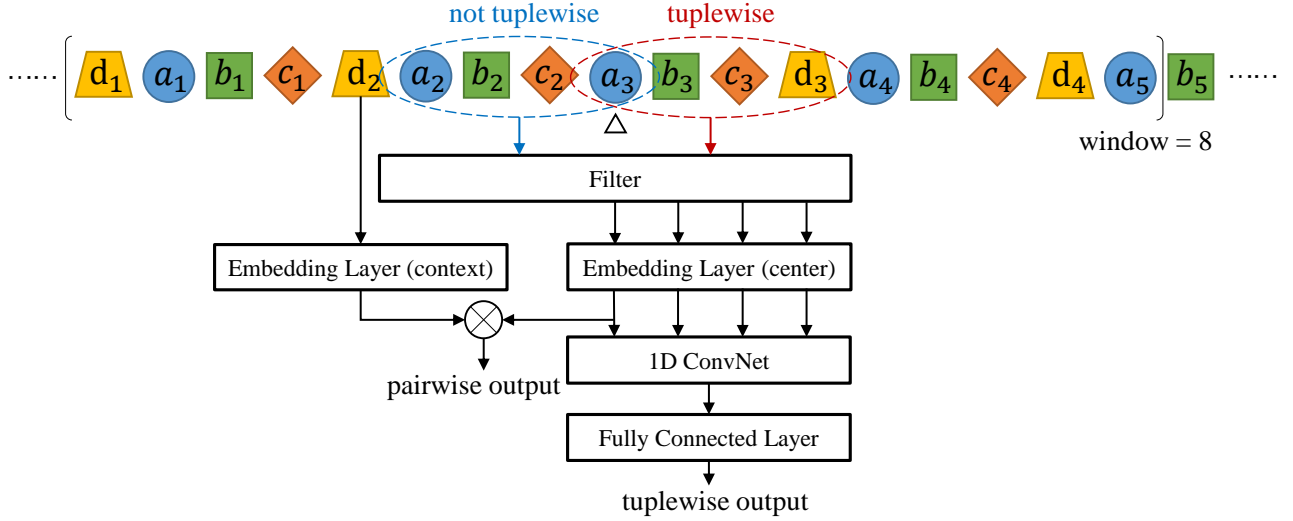 not tuplewise tuplewise
...... d₁ a₁ b₁ c₁ d₂ a₂ b₂ c₂ a₃ b₃ c₃ d₃ a₄ b₄ c₄ d₄ a₅ b₅ ......
window = 8
Filter
Embedding Layer (context) Embedding Layer (center)
1D ConvNet
pairwise output
Fully Connected Layer
tuplewise output